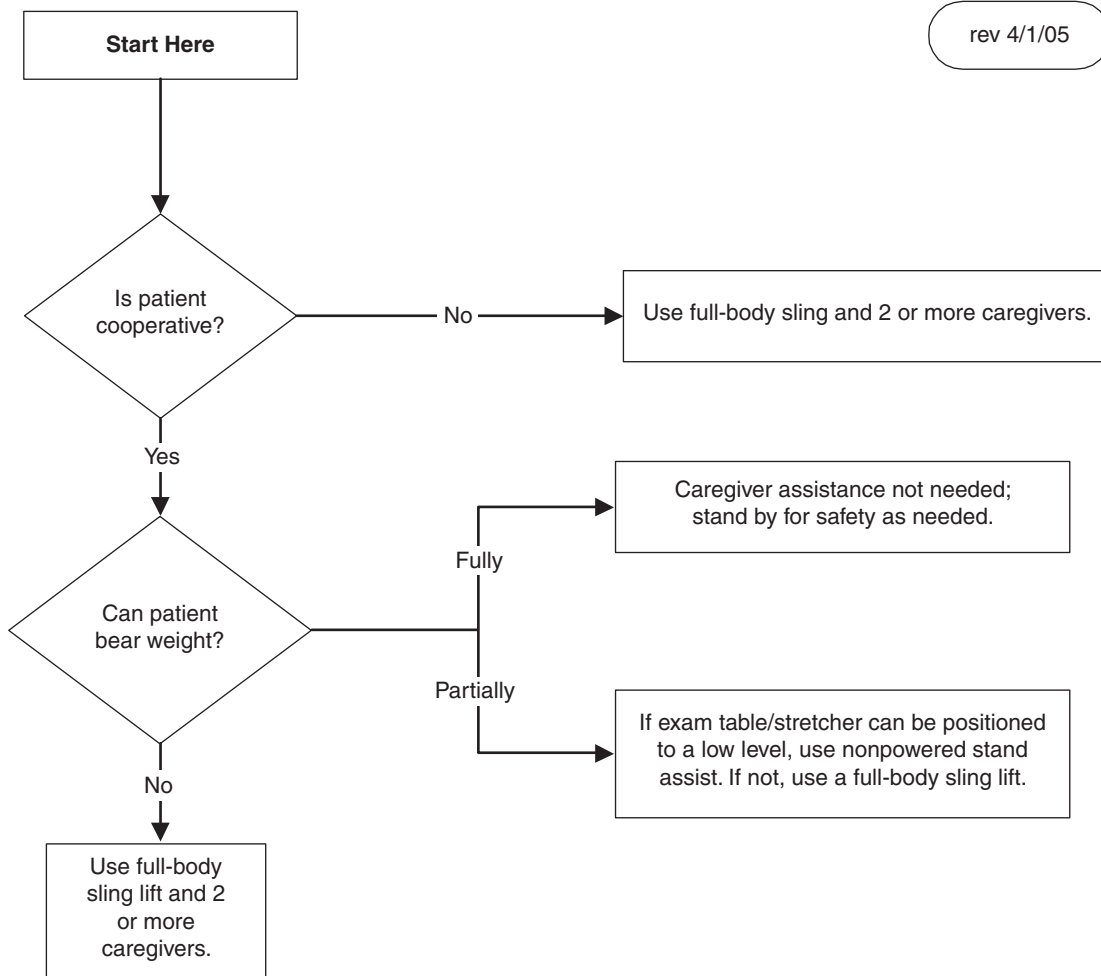 Start Here
rev 4/1/05
Is patient
cooperative?
No
Use full-body sling and 2 or more caregivers.
Yes
Caregiver assistance not needed;
stand by for safety as needed.
Fully
Can patient
bear weight?
Partially
If exam table/stretcher can be positioned
to a low level, use nonpowered stand
assist. If not, use a full-body sling lift.
No
Use full-body
sling lift and 2
or more
caregivers.